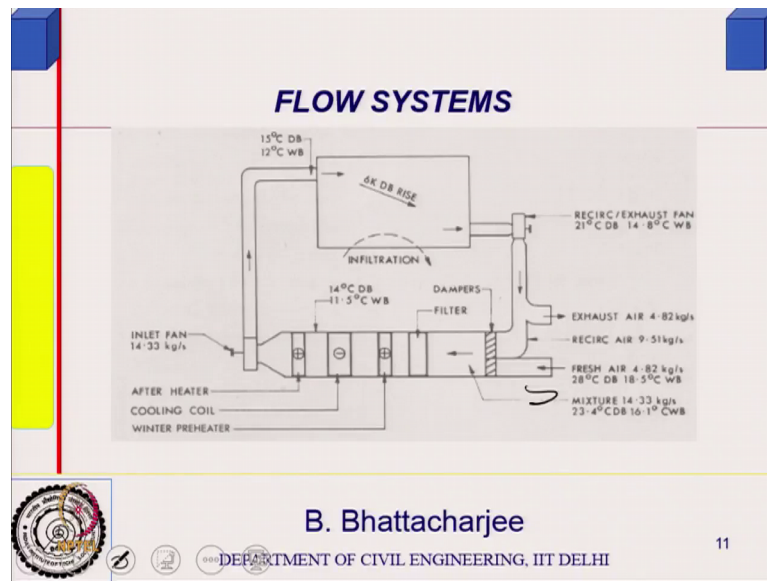 FLOW SYSTEMS
15°C DB
12°C WB
6K DB RISE
RECIRC/EXHAUST FAN
21°C DB 14·8°C WB
INFILTRATION
14°C DB
11·5°C WB
DAMPERS
FILTER
EXHAUST AIR 4·82kg/s
INLET FAN
14·33 kg/s
RECIRC AIR 9·51kg/s
FRESH AIR 4·82 kg/s
28°C DB 18·5°C WB
AFTER HEATER
COOLING COIL
WINTER PREHEATER
MIXTURE 14·33 kg/s
23·4°CDB 16·1° CWB
B. Bhattacharjee
11
NPTEL
DEPARTMENT OF CIVIL ENGINEERING, IIT DELHI